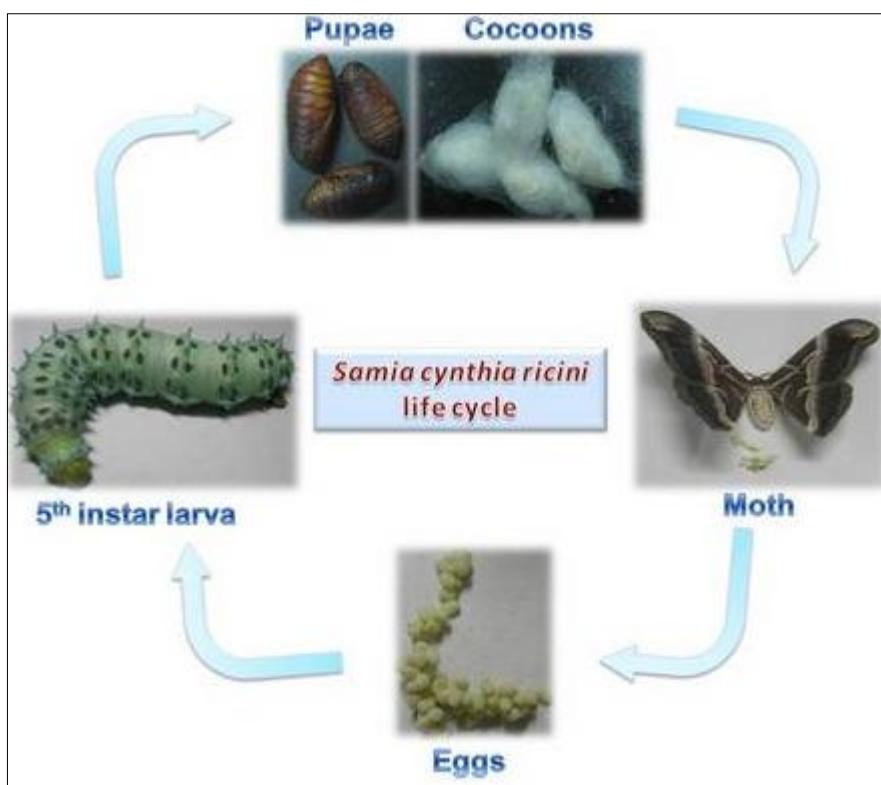 Pupae
Cocoons
Samia cynthia ricini
life cycle
5th instar larva
Moth
Eggs